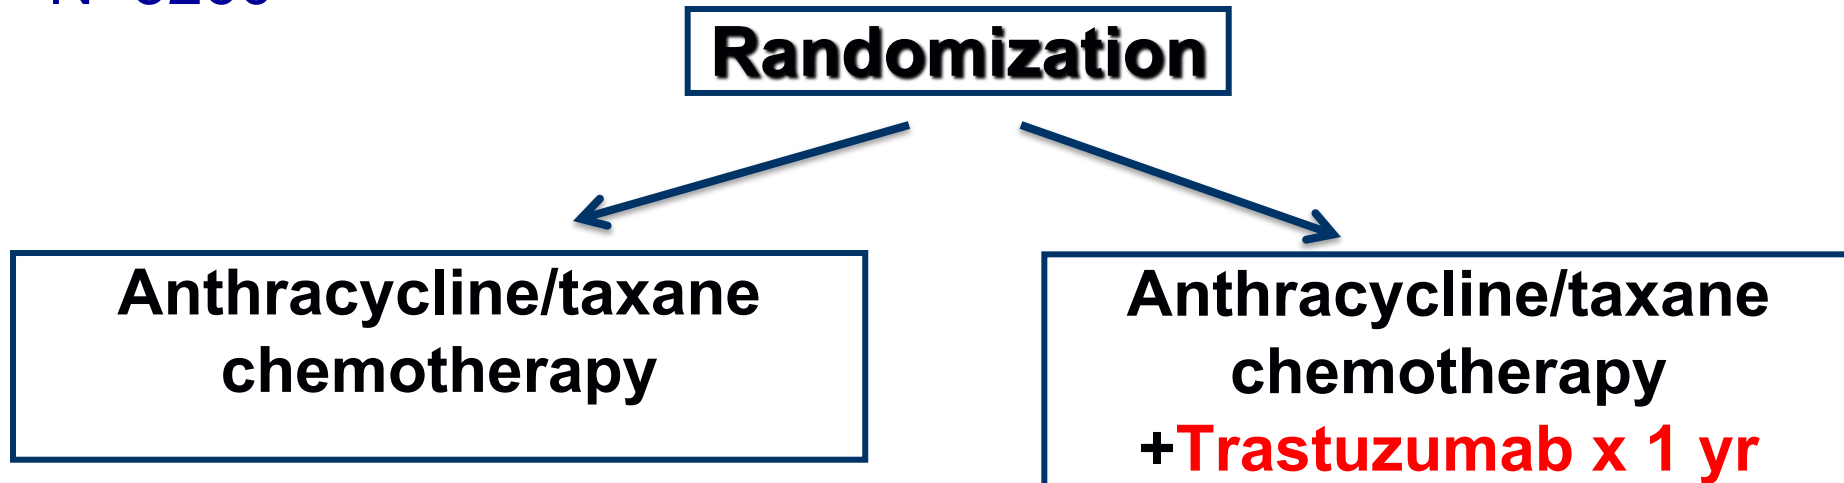 Randomization
Anthracycline/taxane
chemotherapy
Anthracycline/taxane
chemotherapy
+Trastuzumab x 1 yr